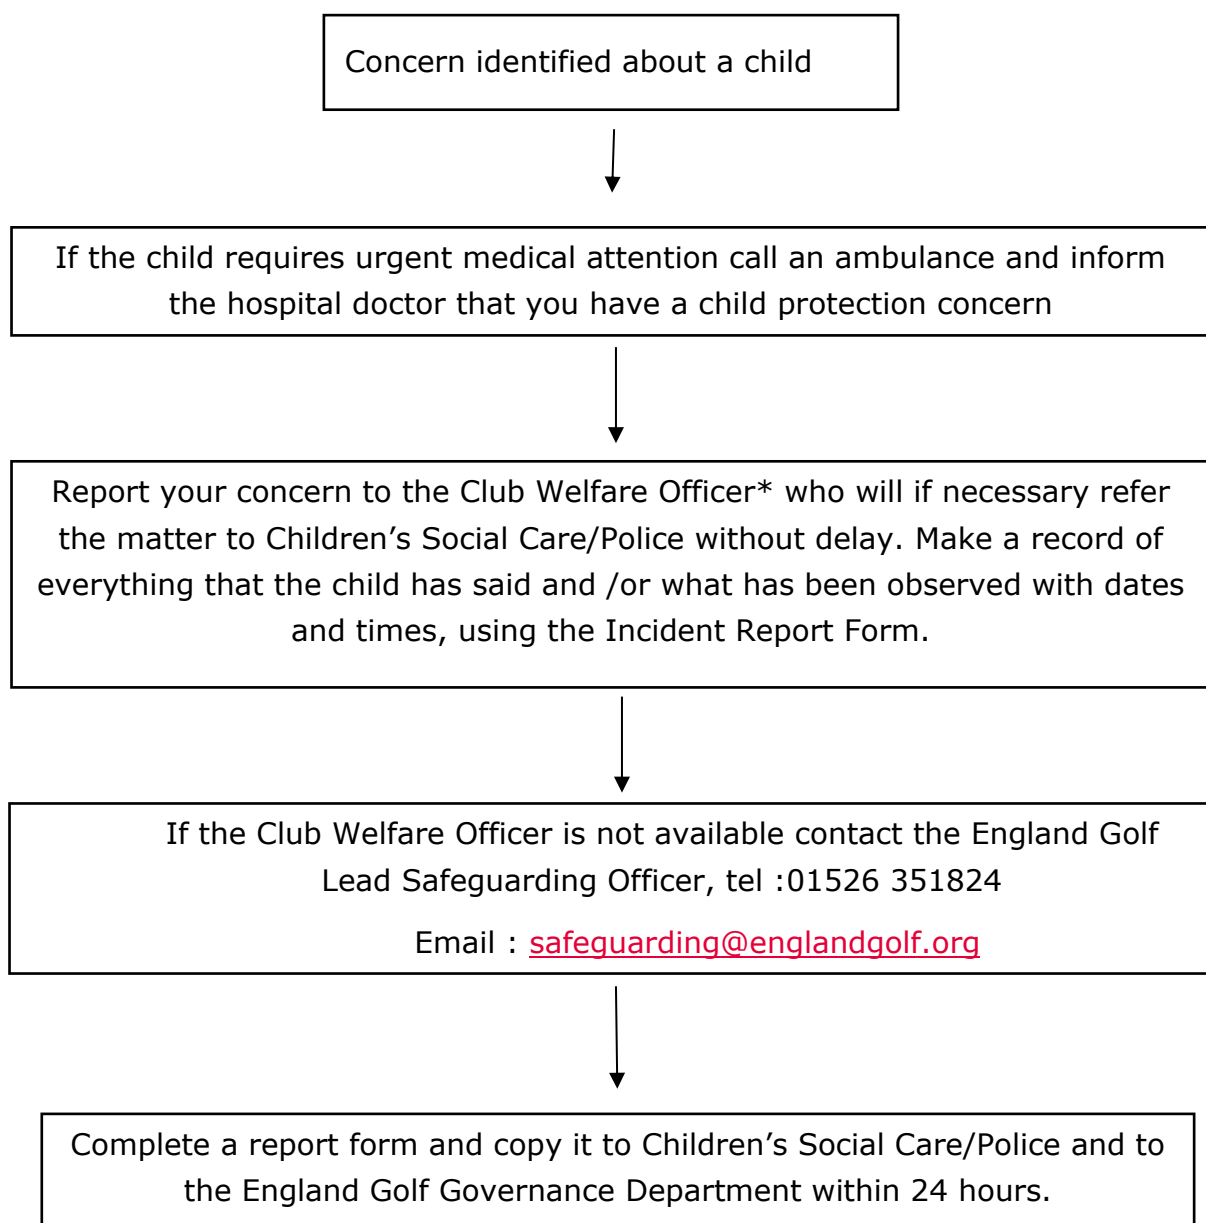 Concern identified about a child
If the child requires urgent medical attention call an ambulance and inform
the hospital doctor that you have a child protection concern
Report your concern to the Club Welfare Officer* who will if necessary refer
the matter to Children’s Social Care/Police without delay. Make a record of
everything that the child has said and /or what has been observed with dates
and times, using the Incident Report Form.
If the Club Welfare Officer is not available contact the England Golf
Lead Safeguarding Officer, tel :01526 351824
Email : safeguarding@englandgolf.org
Complete a report form and copy it to Children’s Social Care/Police and to
the England Golf Governance Department within 24 hours.